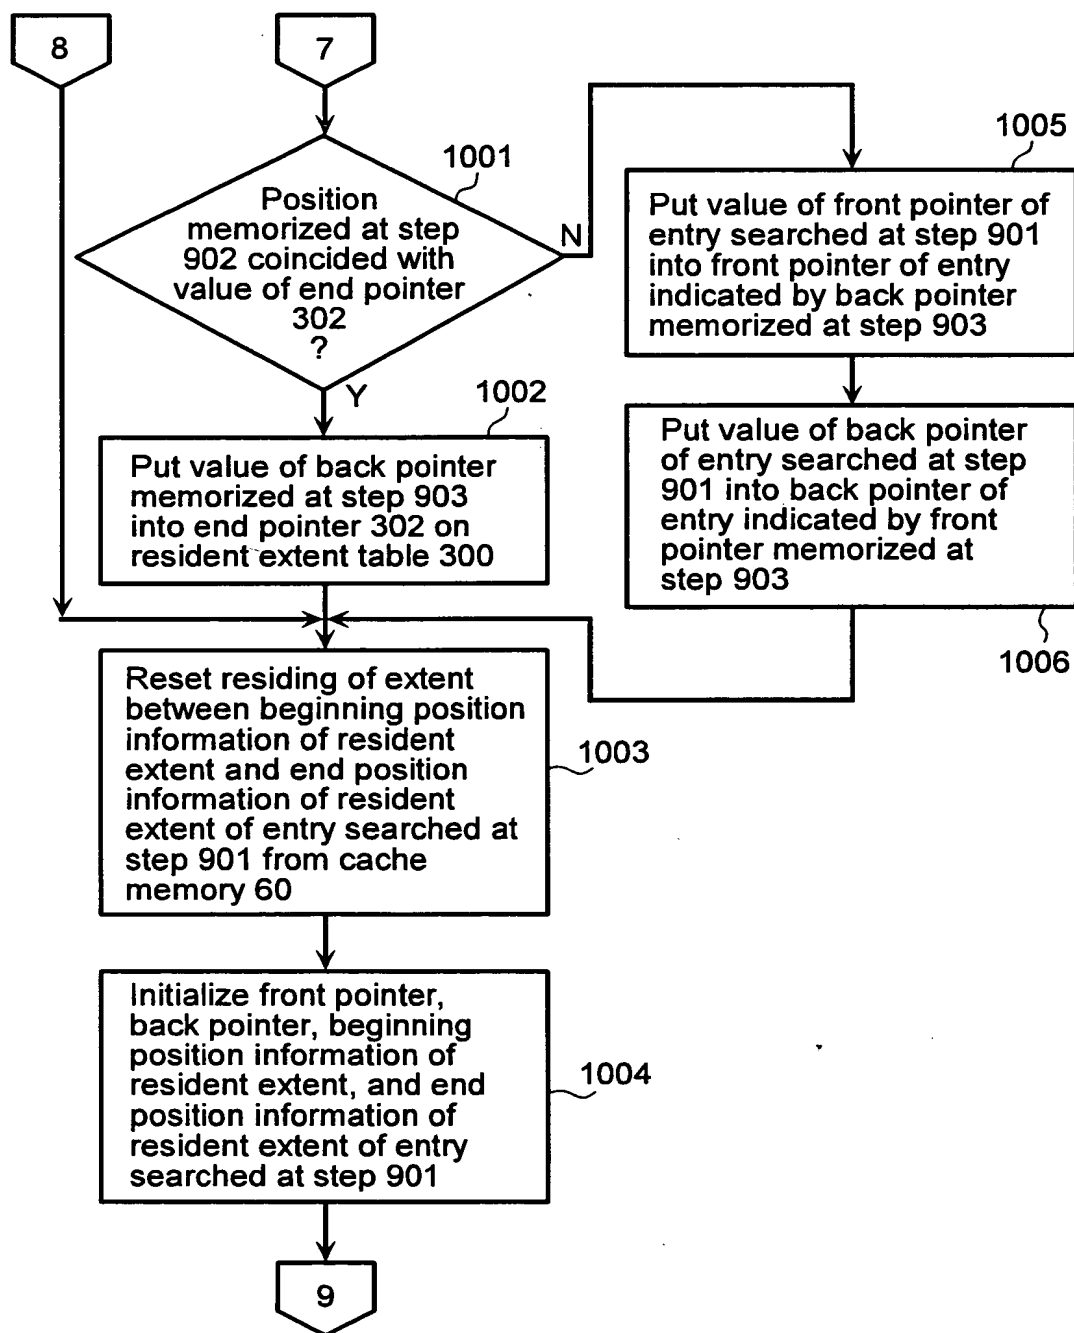 8
7
1001
Position
memorized at step
902 coincided with
value of end pointer
302
?
N
Y
1005
Put value of front pointer of
entry searched at step 901
into front pointer of entry
indicated by back pointer
memorized at step 903
1002
Put value of back pointer
memorized at step 903
into end pointer 302 on
resident extent table 300
Put value of back pointer
of entry searched at step
901 into back pointer of
entry indicated by front
pointer memorized at
step 903
1006
Reset residing of extent
between beginning position
information of resident
extent and end position
information of resident
extent of entry searched at
step 901 from cache
memory 60
1003
Initialize front pointer,
back pointer, beginning
position information of
resident extent, and end
position information of
resident extent of entry
searched at step 901
1004
9